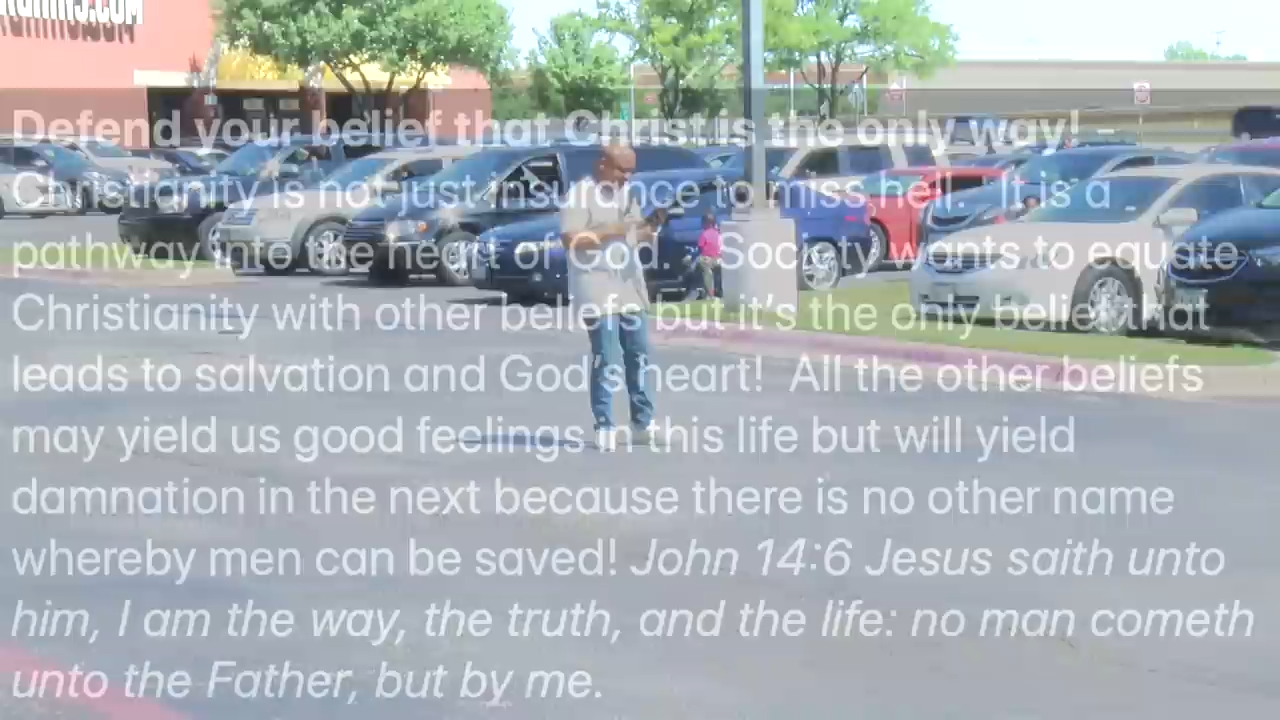 Defend your belief that Christ is the only way!
Christianity is not just insurance to miss hell. It is a
pathway into the heart of God. Society wants to equate
Christianity with other beliefs, but it's the only belief that
leads to salvation and God's heart! All the other beliefs
may yield us good feelings in this life but will yield
damnation in the next because there is no other name
whereby men can be saved! John 14:6 Jesus saith unto
him, I am the way, the truth, and the life: no man cometh
unto the Father, but by me.